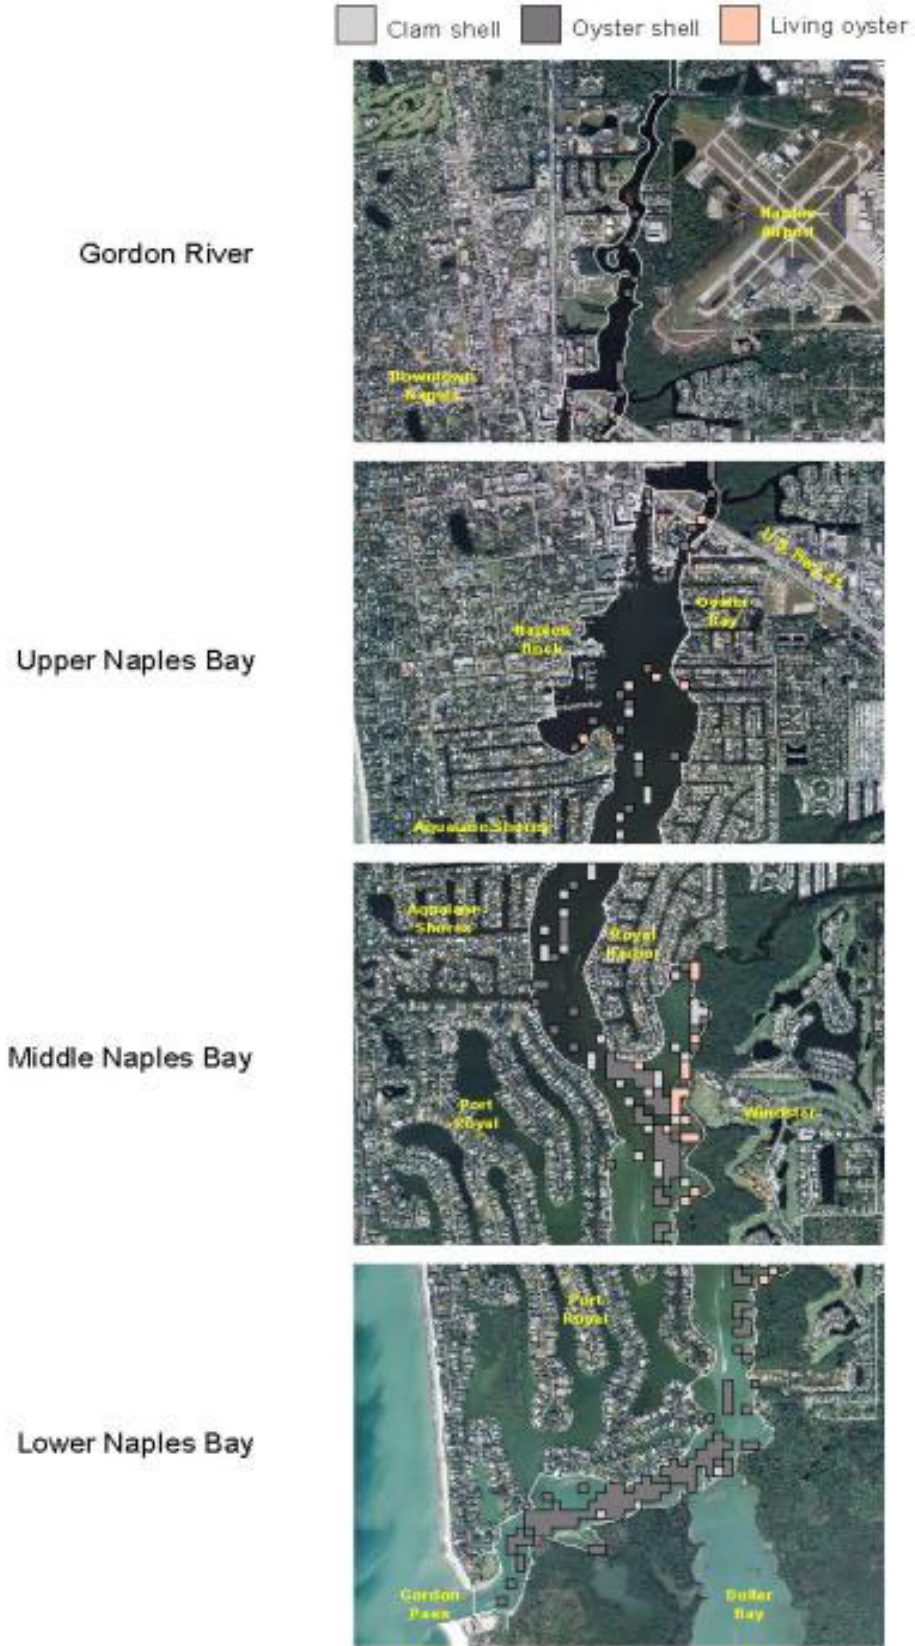 Clam shell Oyster shell Living oyster
Gordon River
Naples
Airport
Downtown
Naples
Upper Naples Bay
U.S. Hwy 41
Oyster
Bay
Naples
Dock
Aqualane Shores
Middle Naples Bay
Aqualane
Shores
Royal
Harbor
Port
Royal
Windstar
Lower Naples Bay
Port
Royal
Gordon
Pass
Doller
Bay